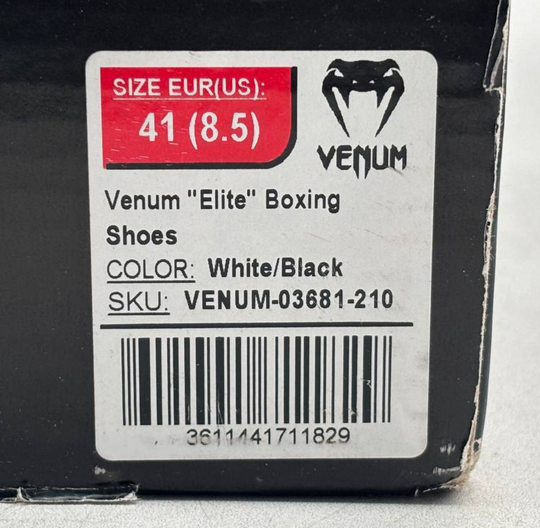 SIZE EUR(US):
41 (8.5)
VENUM
Venum "Elite" Boxing
Shoes
COLOR: White/Black
SKU: VENUM-03681-210
3611441711829